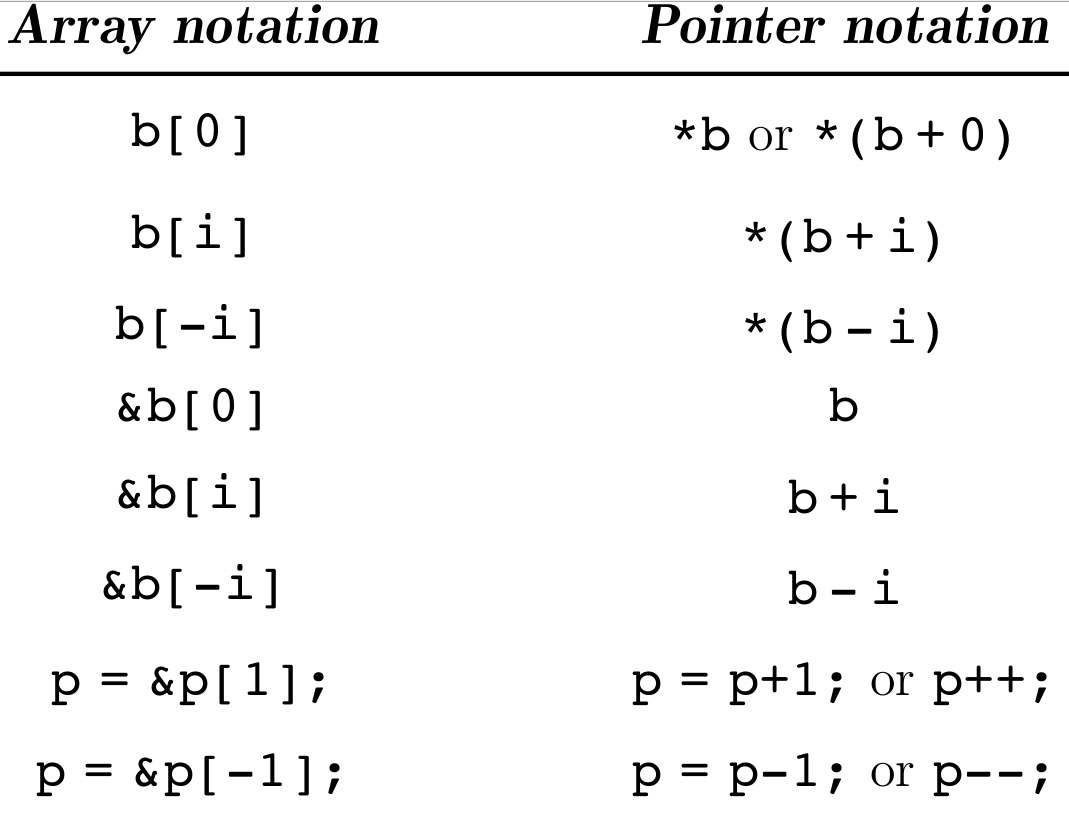 Array notation Pointer notation
b[0] *b or *(b + 0)
b[i] *(b + i)
b[-i] *(b - i)
&b[0] b
&b[i] b + i
&b[-i] b - i
p = &p[1]; p = p+1; or p++;
p = &p[-1]; p = p-1; or p--;